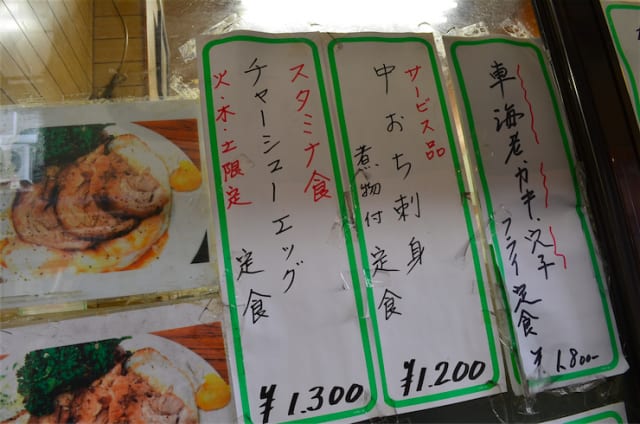 車海老・カキ・穴子
フライ定食
¥1.800-
サービス品
中おち刺身
煮物付定食
¥1.200
スタミナ食
チャーシューエッグ
定食
火・木・土限定
¥1.300